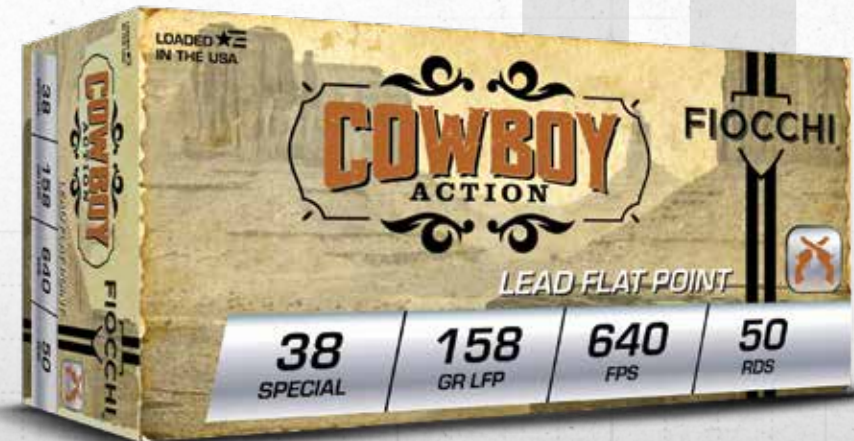 LOADED
IN THE USA
COWBOY
ACTION
FIOCCHI
LEAD FLAT POINT
38
SPECIAL
158
GR LFP
640
FPS
50
RDS
COWBOY
ACTION
FIOCCHI
38
158
640
50